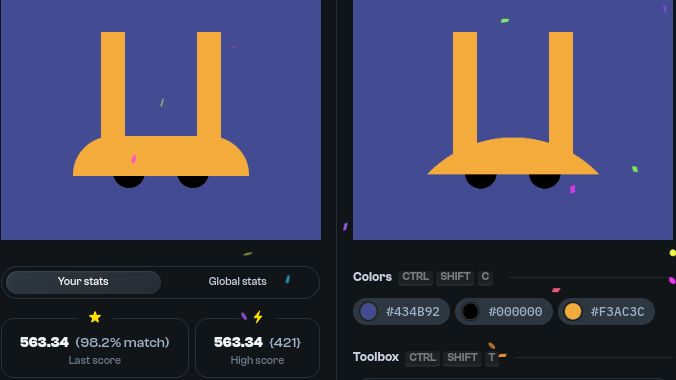 Your stats
Global stats
563.34 (98.2% match)
Last score
563.34 {421}
High score
Colors CTRL SHIFT C
#434B92
#000000
#F3AC3C
Toolbox CTRL SHIFT T